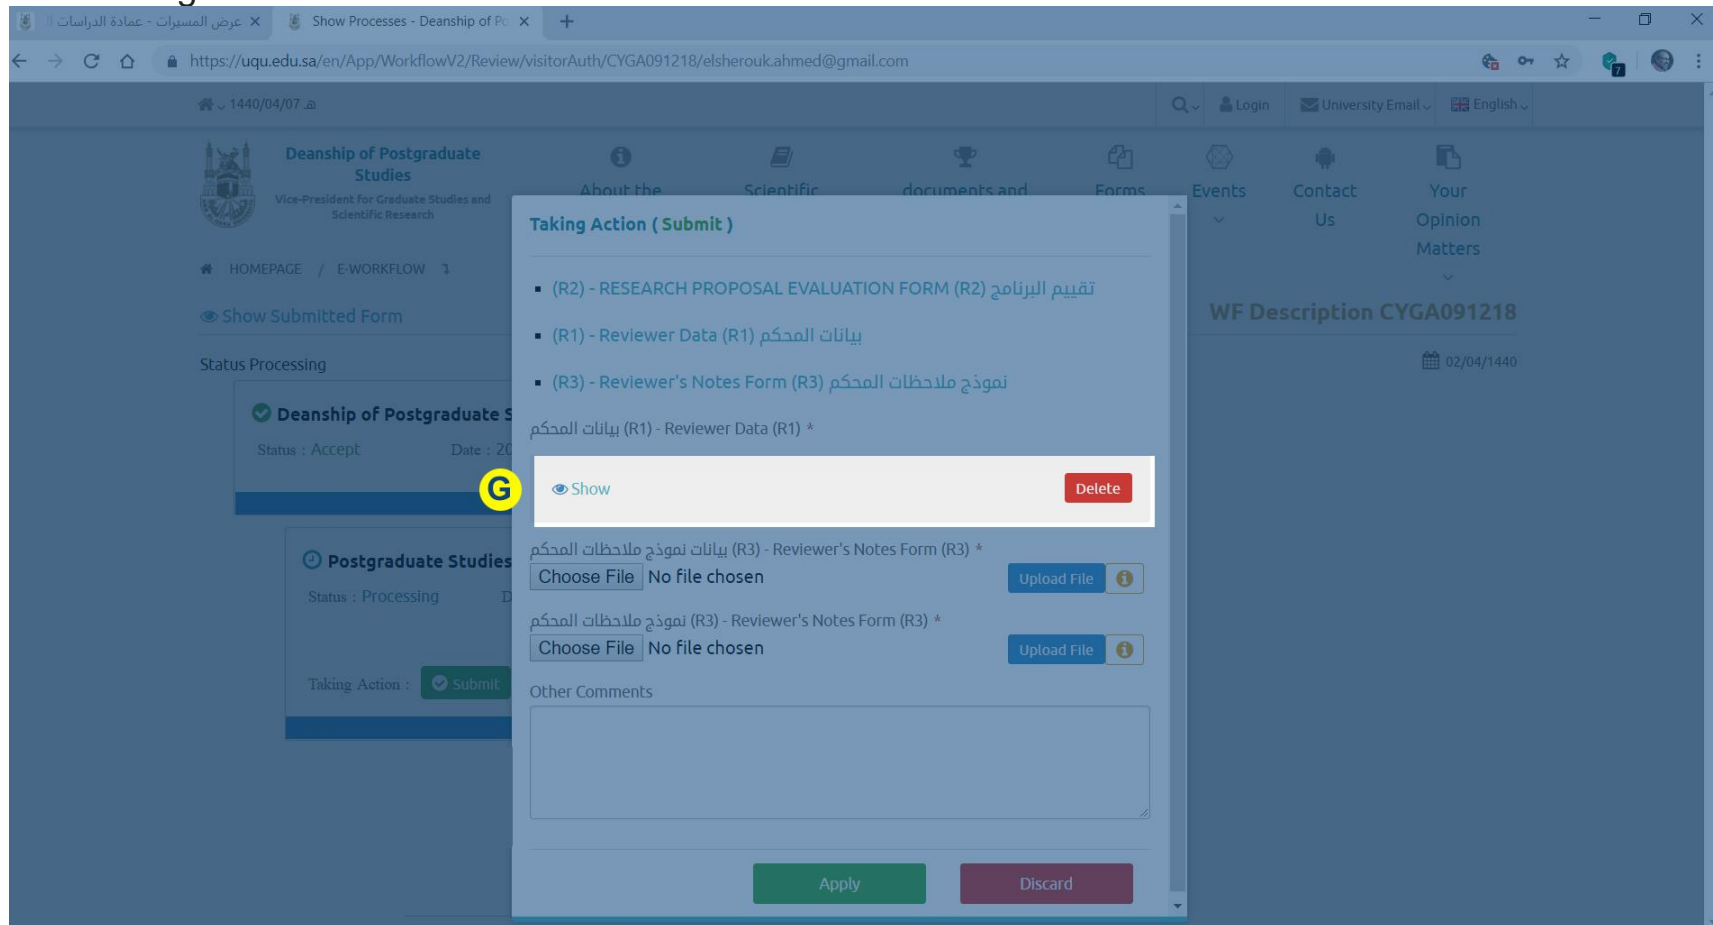 عرض المسيرات - عمادة الدراسات ال
Show Processes - Deanship of Po
https://uqu.edu.sa/en/App/WorkflowV2/Review/visitorAuth/CYGA091218/elsherouk.ahmed@gmail.com
7
1440/04/07 هـ
Login
University Email
English
Deanship of Postgraduate Studies
Vice-President for Graduate Studies and Scientific Research
About the
Scientific
documents and
Forms
Events
Contact Us
Your Opinion Matters
HOMEPAGE / E-WORKFLOW
Show Submitted Form
WF Description CYGA091218
Status Processing
02/04/1440
Deanship of Postgraduate S
Status : Accept Date : 20
Postgraduate Studies
Status : Processing D
Taking Action : Submit
Taking Action ( Submit )
(R2) - RESEARCH PROPOSAL EVALUATION FORM (R2) تقييم البرنامج
(R1) - Reviewer Data (R1) بيانات المحكم
(R3) - Reviewer's Notes Form (R3) نموذج ملاحظات المحكم
بيانات المحكم (R1) - Reviewer Data (R1) *
G
Show Delete
بيانات نموذج ملاحظات المحكم (R3) - Reviewer's Notes Form (R3) *
Choose File No file chosen Upload File
نموذج ملاحظات المحكم (R3) - Reviewer's Notes Form (R3) *
Choose File No file chosen Upload File
Other Comments
Apply Discard